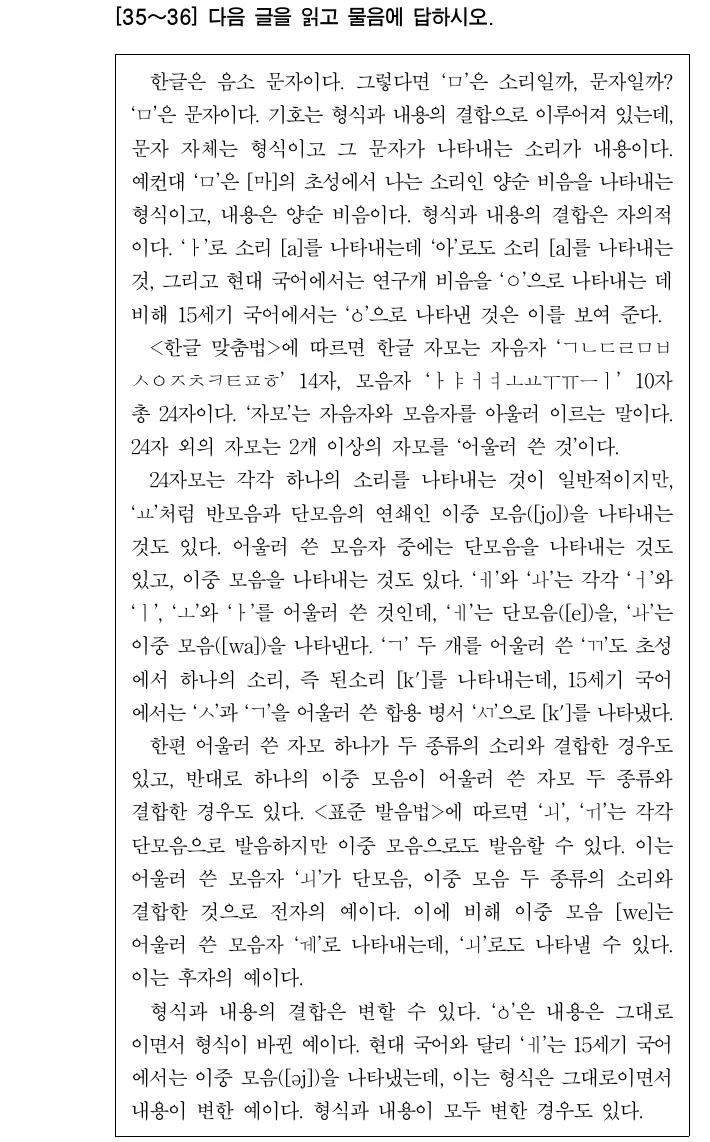 [35～36] 다음 글을 읽고 물음에 답하시오.
한글은 음소 문자이다. 그렇다면 ‘ㅁ’은 소리일까, 문자일까?
‘ㅁ’은 문자이다. 기호는 형식과 내용의 결합으로 이루어져 있는데,
문자 자체는 형식이고 그 문자가 나타내는 소리가 내용이다.
예컨대 ‘ㅁ’은 [마]의 초성에서 나는 소리인 양순 비음을 나타내는
형식이고, 내용은 양순 비음이다. 형식과 내용의 결합은 자의적
이다. ‘ㅏ’로 소리 [a]를 나타내는데 ‘아’로도 소리 [a]를 나타내는
것, 그리고 현대 국어에서는 연구개 비음을 ‘ㅇ’으로 나타내는 데
비해 15세기 국어에서는 ‘ㆁ’으로 나타낸 것은 이를 보여 준다.
<한글 맞춤법>에 따르면 한글 자모는 자음자 ‘ㄱㄴㄷㄹㅁㅂ
ㅅㅇㅈㅊㅋㅌㅍㅎ’ 14자, 모음자 ‘ㅏㅑㅓㅕㅗㅛㅜㅠㅡㅣ’ 10자
총 24자이다. ‘자모’는 자음자와 모음자를 아울러 이르는 말이다.
24자 외의 자모는 2개 이상의 자모를 ‘어울러 쓴 것’이다.
24자모는 각각 하나의 소리를 나타내는 것이 일반적이지만,
‘ㅛ’처럼 반모음과 단모음의 연쇄인 이중 모음([jo])을 나타내는
것도 있다. 어울러 쓴 모음자 중에는 단모음을 나타내는 것도
있고, 이중 모음을 나타내는 것도 있다. ‘ㅔ’와 ‘ㅘ’는 각각 ‘ㅓ’와
‘ㅣ’, ‘ㅗ’와 ‘ㅏ’를 어울러 쓴 것인데, ‘ㅔ’는 단모음([e])을, ‘ㅘ’는
이중 모음([wa])을 나타낸다. ‘ㄱ’ 두 개를 어울러 쓴 ‘ㄲ’도 초성
에서 하나의 소리, 즉 된소리 [k′]를 나타내는데, 15세기 국어
에서는 ‘ㅅ’과 ‘ㄱ’을 어울러 쓴 합용 병서 ‘ㅺ’으로 [k′]를 나타냈다.
한편 어울러 쓴 자모 하나가 두 종류의 소리와 결합한 경우도
있고, 반대로 하나의 이중 모음이 어울러 쓴 자모 두 종류와
결합한 경우도 있다. <표준 발음법>에 따르면 ‘ㅚ’, ‘ㅟ’는 각각
단모음으로 발음하지만 이중 모음으로도 발음할 수 있다. 이는
어울러 쓴 모음자 ‘ㅚ’가 단모음, 이중 모음 두 종류의 소리와
결합한 것으로 전자의 예이다. 이에 비해 이중 모음 [we]는
어울러 쓴 모음자 ‘ㅞ’로 나타내는데, ‘ㅚ’로도 나타낼 수 있다.
이는 후자의 예이다.
형식과 내용의 결합은 변할 수 있다. ‘ㆁ’은 내용은 그대로
이면서 형식이 바뀐 예이다. 현대 국어와 달리 ‘ㅔ’는 15세기 국어
에서는 이중 모음([əj])을 나타냈는데, 이는 형식은 그대로이면서
내용이 변한 예이다. 형식과 내용이 모두 변한 경우도 있다.